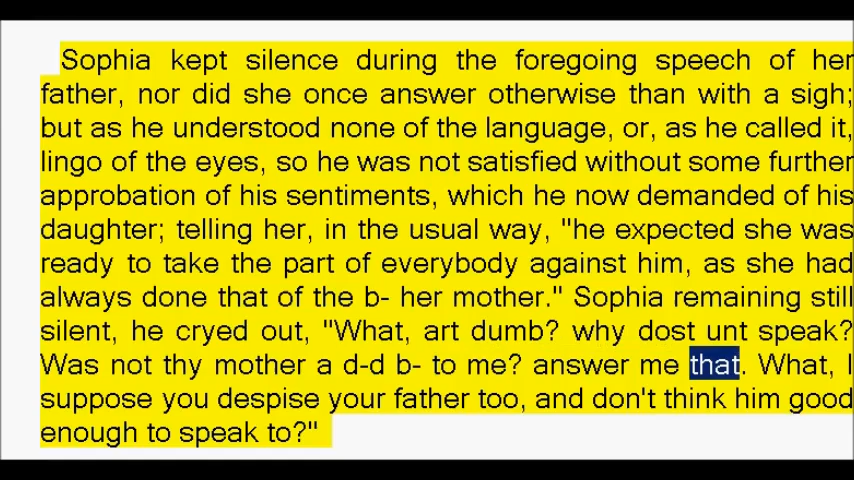 Sophia kept silence during the foregoing speech of her
father, nor did she once answer otherwise than with a sigh;
but as he understood none of the language, or, as he called it,
lingo of the eyes, so he was not satisfied without some further
approbation of his sentiments, which he now demanded of his
daughter; telling her, in the usual way, "he expected she was
ready to take the part of everybody against him, as she had
always done that of the b- her mother." Sophia remaining still
silent, he cryed out, "What, art dumb? why dost unt speak?
Was not thy mother a d-d b- to me? answer me that. What, I
suppose you despise your father too, and don't think him good
enough to speak to?"